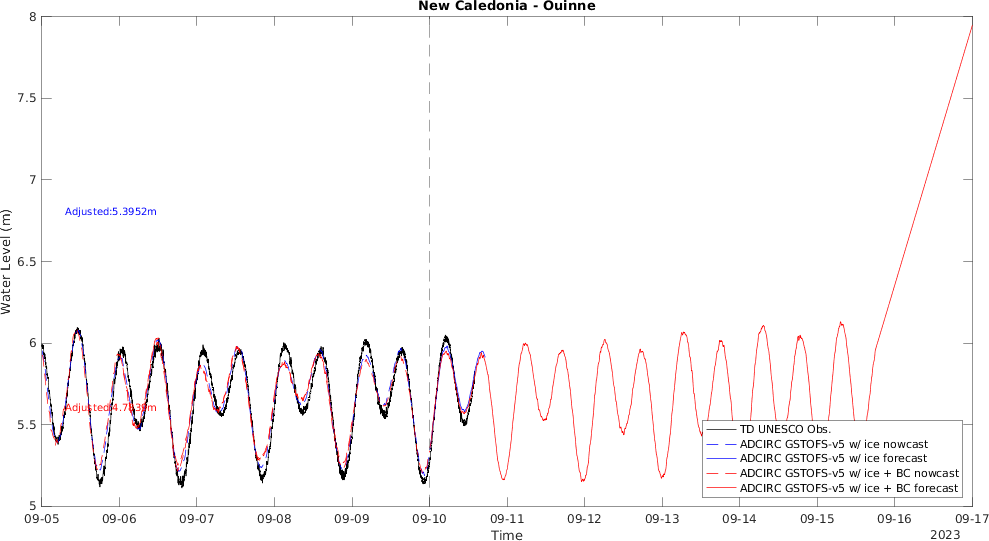 New Caledonia - Ouinne
8
7.5
7
6.5
6
5.5
5
Water Level (m)
Adjusted:5.3952m
TD UNESCO Obs.
ADCIRC GSTOFS-v5 w/ ice nowcast
ADCIRC GSTOFS-v5 w/ ice forecast
ADCIRC GSTOFS-v5 w/ ice + BC nowcast
ADCIRC GSTOFS-v5 w/ ice + BC forecast
09-05 09-06 09-07 09-08 09-09 09-10 09-11 09-12 09-13 09-14 09-15 09-16 09-17
Time
2023